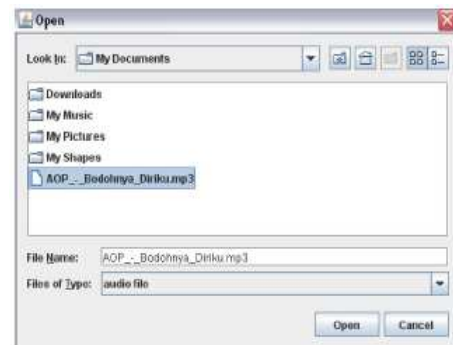 Open
Look In: My Documents
Downloads
My Music
My Pictures
My Shapes
AOP_-_Bodohnya_Diriku.mp3
File Name: AOP_-_Bodohnya_Diriku.mp3
Files of Type: audio file
Open Cancel